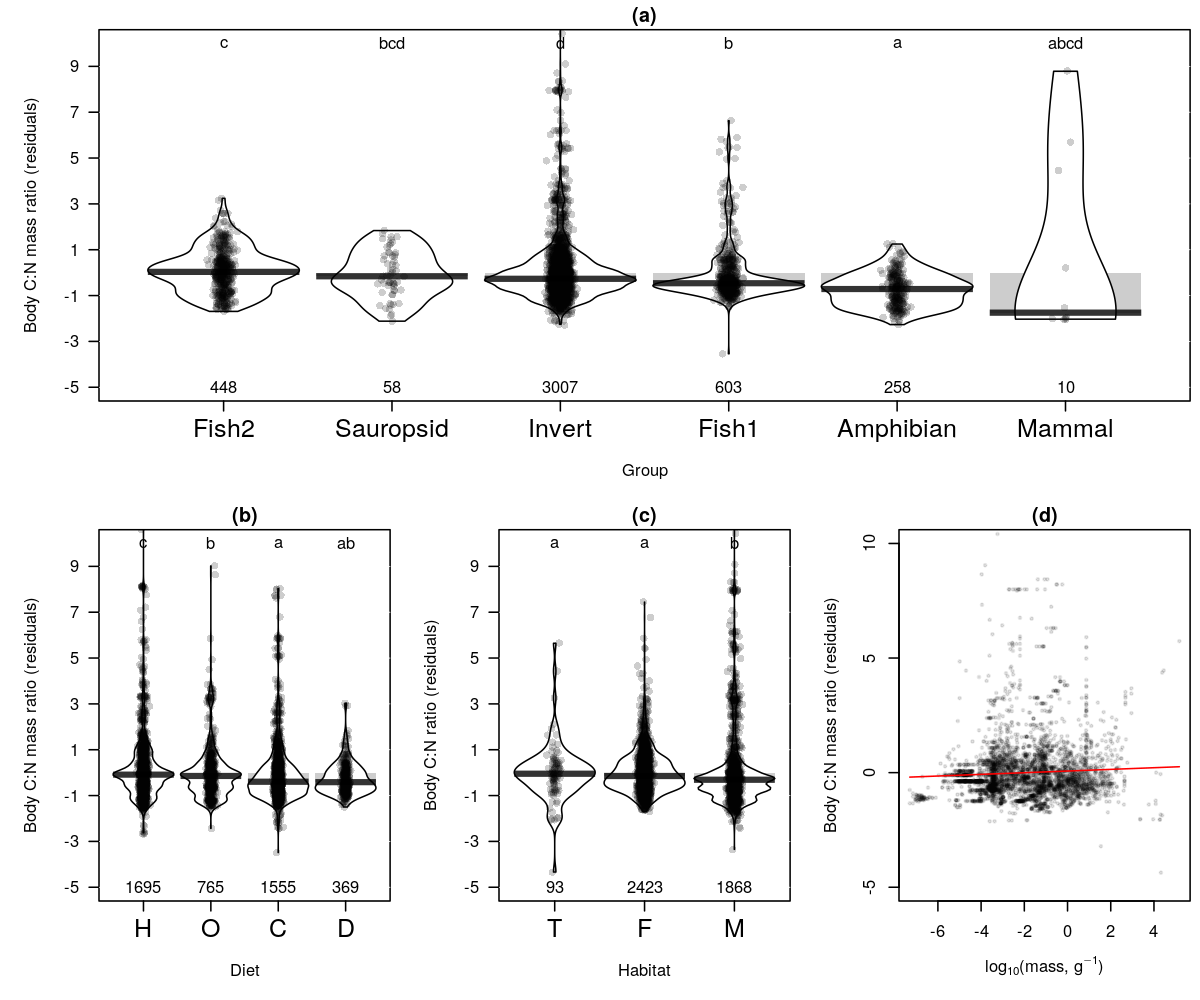 (a)
c bcd d b a abcd
9
7
5
3
1
-1
-3
-5
Body C:N mass ratio (residuals)
448 58 3007 603 258 10
Fish2 Sauropsid Invert Fish1 Amphibian Mammal
Group
(b)
c b a ab
9
7
5
3
1
-1
-3
-5
Body C:N mass ratio (residuals)
1695 765 1555 369
H O C D
Diet
(c)
a a b
9
7
5
3
1
-1
-3
-5
Body C:N ratio (residuals)
93 2423 1868
T F M
Habitat
(d)
10
5
0
-5
Body C:N mass ratio (residuals)
-6 -4 -2 0 2 4
log₁₀(mass, g⁻¹)